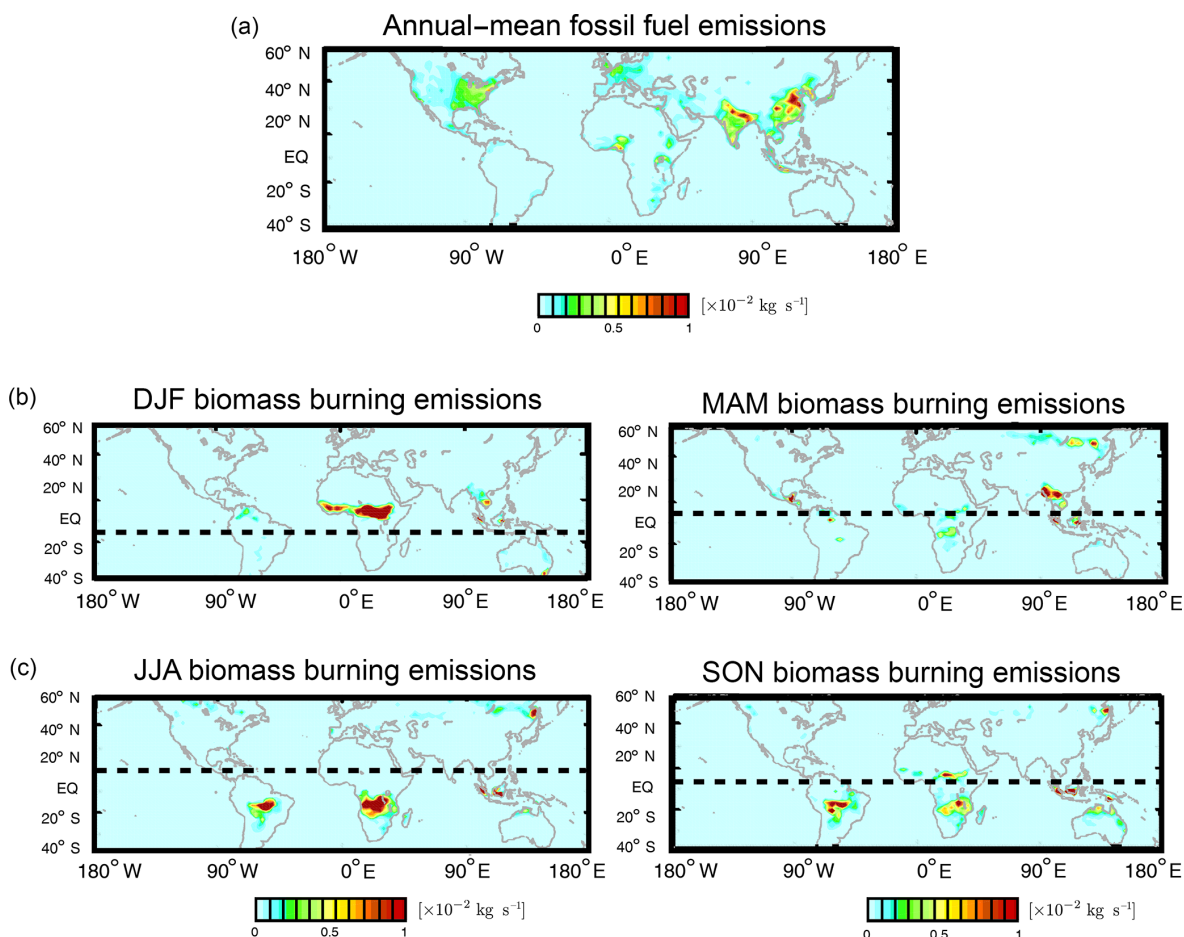 (a) Annual–mean fossil fuel emissions
60° N
40° N
20° N
EQ
20° S
40° S
180° W 90° W 0° E 90° E 180° E
[×10⁻² kg s⁻¹]
0 0.5 1
(b) DJF biomass burning emissions
60° N
40° N
20° N
EQ
20° S
40° S
180° W 90° W 0° E 90° E 180° E
MAM biomass burning emissions
60° N
40° N
20° N
EQ
20° S
40° S
180° W 90° W 0° E 90° E 180° E
(c) JJA biomass burning emissions
60° N
40° N
20° N
EQ
20° S
40° S
180° W 90° W 0° E 90° E 180° E
[×10⁻² kg s⁻¹]
0 0.5 1
SON biomass burning emissions
60° N
40° N
20° N
EQ
20° S
40° S
180° W 90° W 0° E 90° E 180° E
[×10⁻² kg s⁻¹]
0 0.5 1